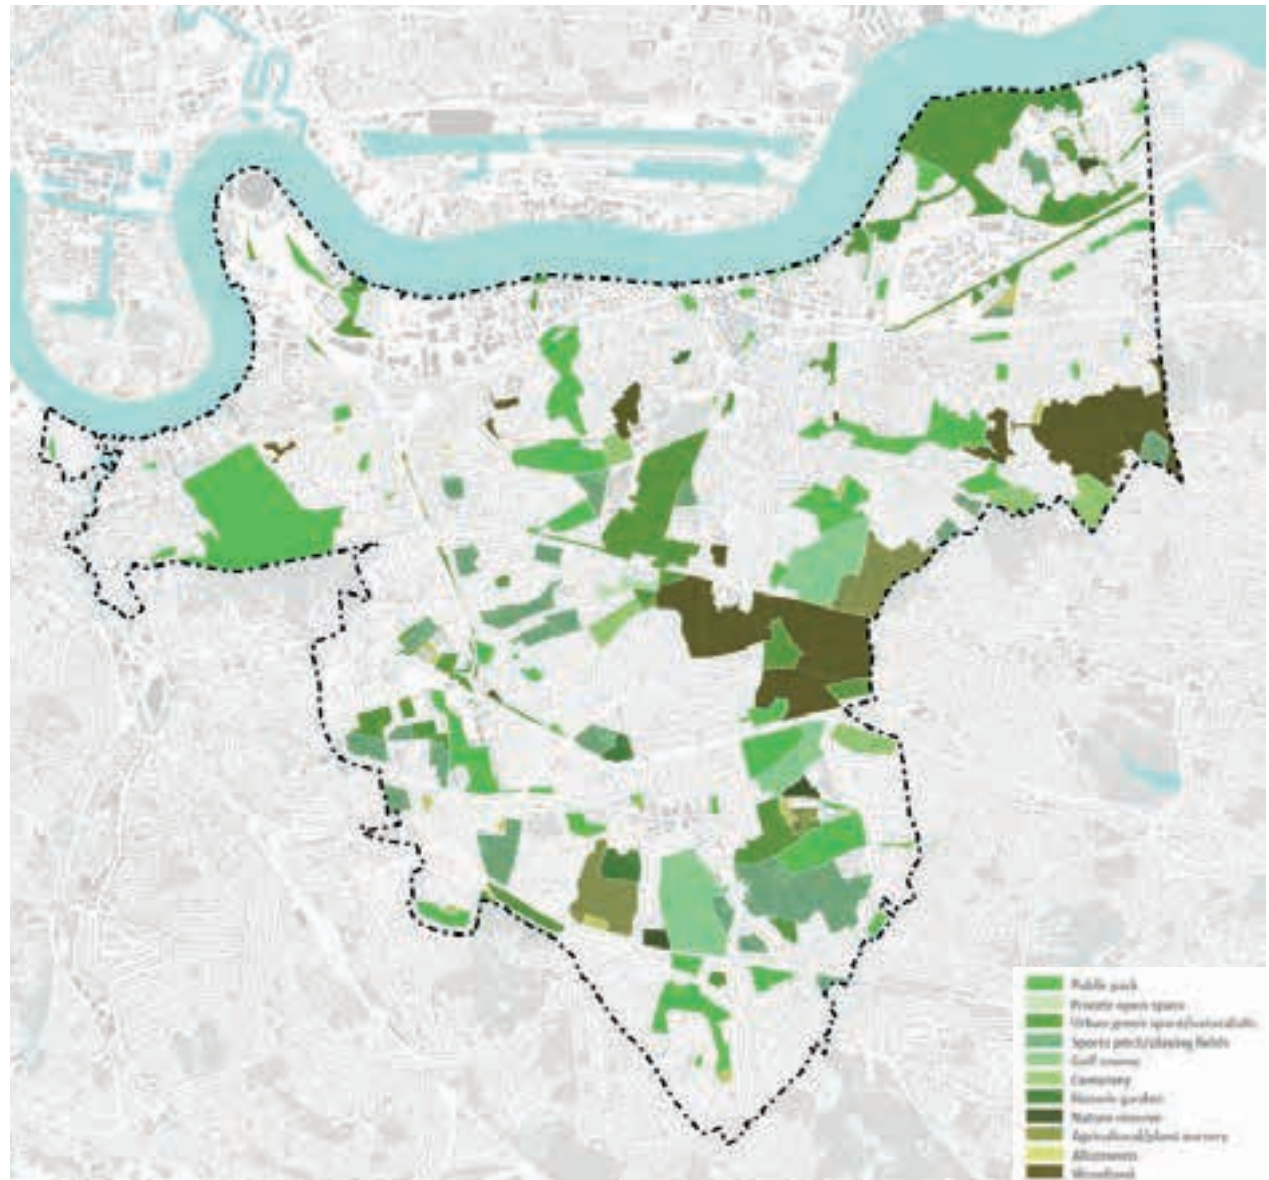 Public park
Private open space
Urban green space/naturalistic
Sports pitch/playing fields
Golf course
Cemetery
Historic garden
Nature reserve
Agricultural/plant nursery
Allotments
Woodland